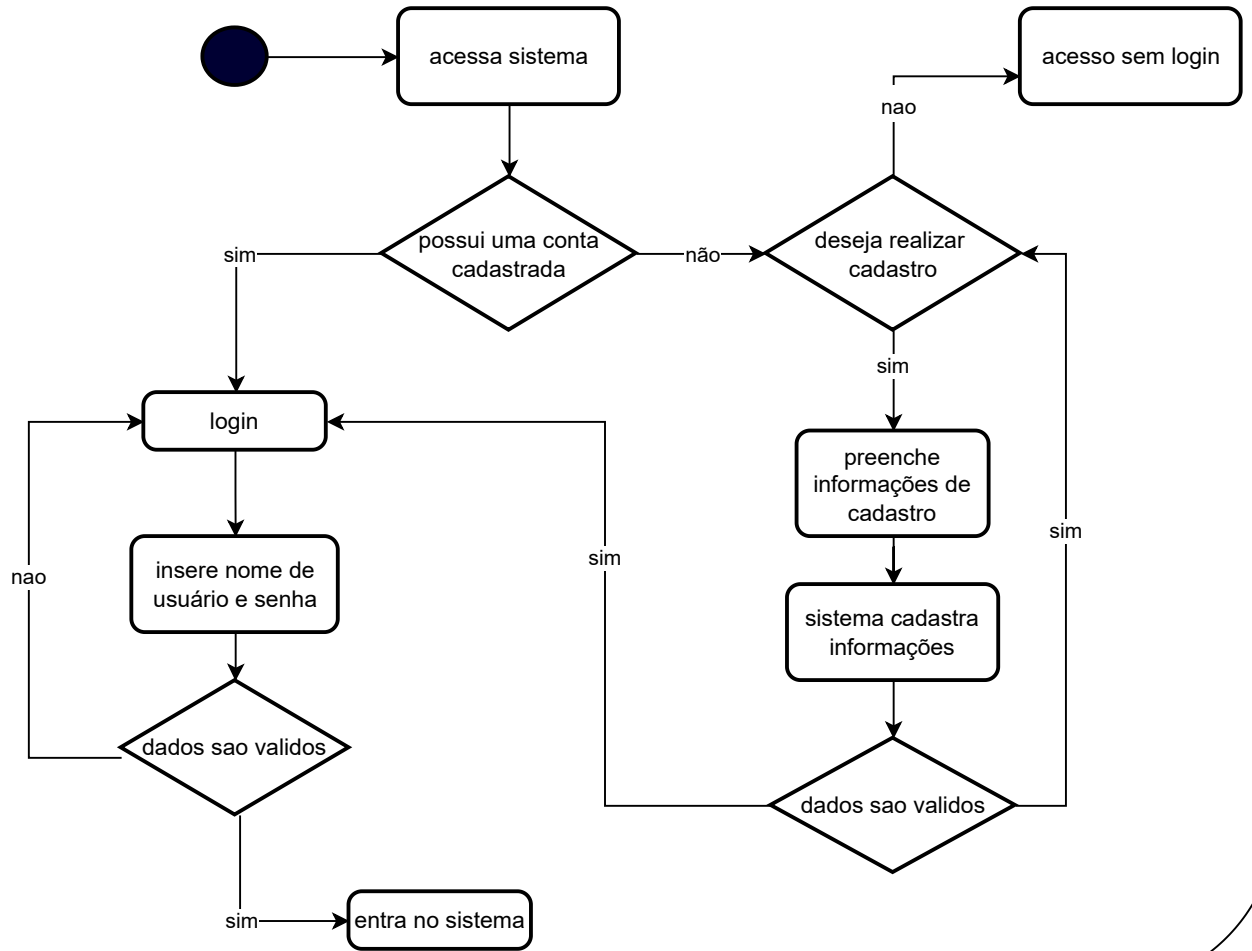 acessa sistema
acesso sem login
nao
possui uma conta
cadastrada
deseja realizar
cadastro
sim
não
sim
login
preenche
informações de
cadastro
sim
sim
nao
insere nome de
usuário e senha
sistema cadastra
informações
dados sao validos
dados sao validos
sim
entra no sistema